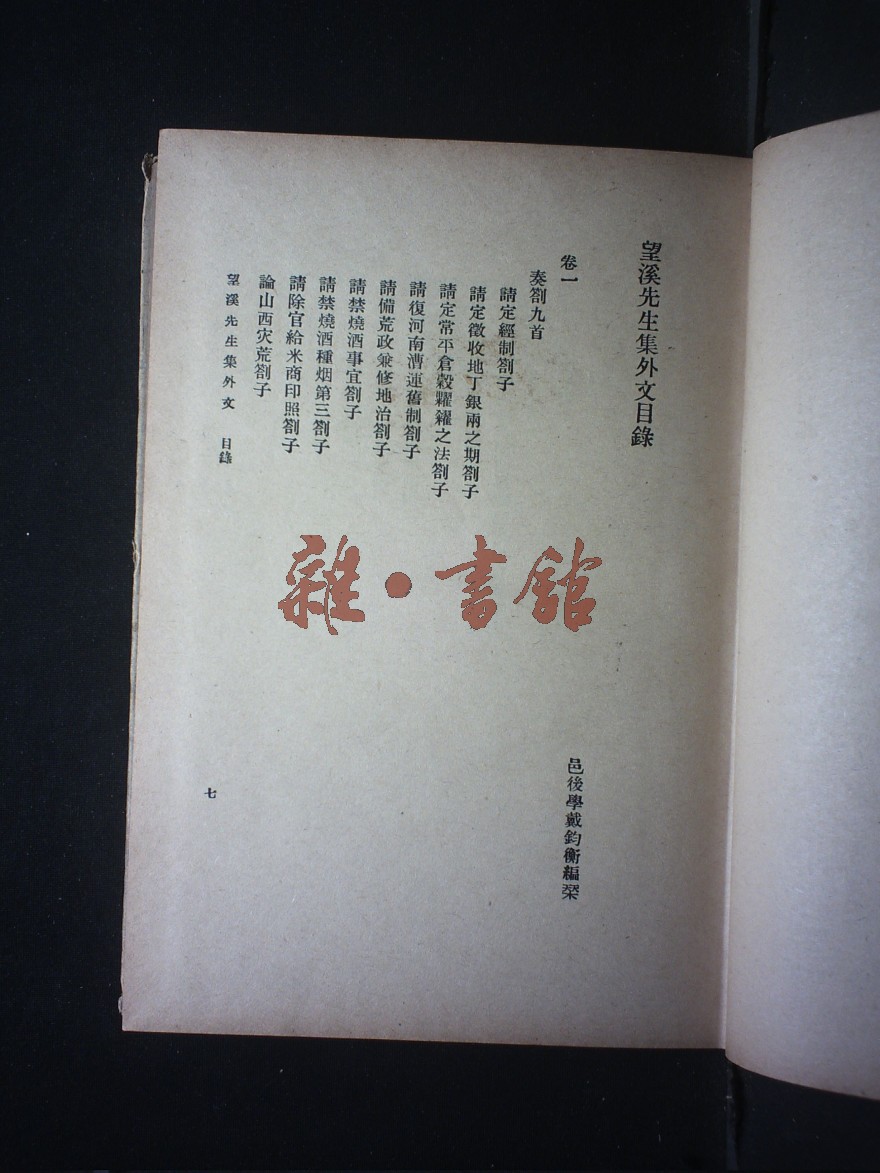 望溪先生集外文目錄
邑後學戴鈞衡編槧
卷一
奏劄九首
請定經制劄子
請定徵收地丁銀兩之期劄子
請定常平倉穀糶糴之法劄子
請復河南漕運舊制劄子
請備荒政兼修地治劄子
請禁燒酒事宜劄子
請禁燒酒種烟第三劄子
請除官給米商印照劄子
論山西灾荒劄子
望溪先生集外文 目錄
七
雜·書館